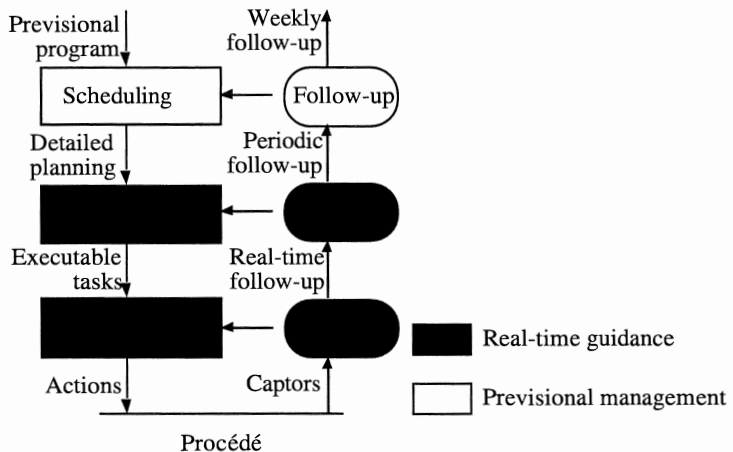 Previsional
program
Weekly
follow-up
Scheduling
Follow-up
Detailed
planning
Periodic
follow-up
Executable
tasks
Real-time
follow-up
Real-time guidance
Actions
Captors
Previsional management
Procédé